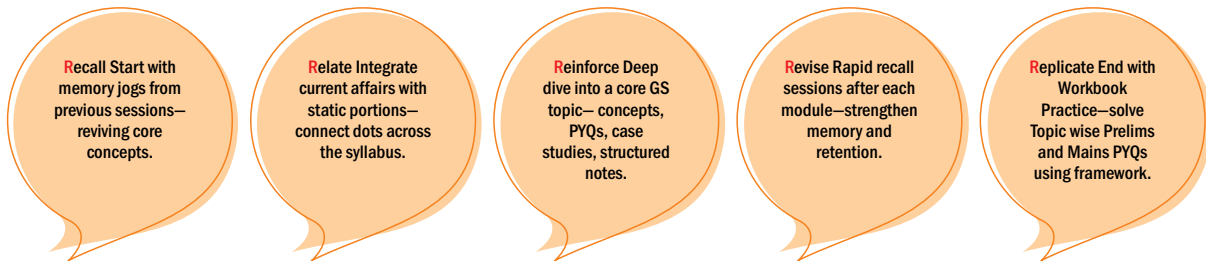 Recall Start with
memory jogs from
previous sessions—
reviving core
concepts.
Relate Integrate
current affairs with
static portions—
connect dots across
the syllabus.
Reinforce Deep
dive into a core GS
topic— concepts,
PYQs, case
studies, structured
notes.
Revise Rapid recall
sessions after each
module—strengthen
memory and
retention.
Replicate End with
Workbook
Practice—solve
Topic wise Prelims
and Mains PYQs
using framework.